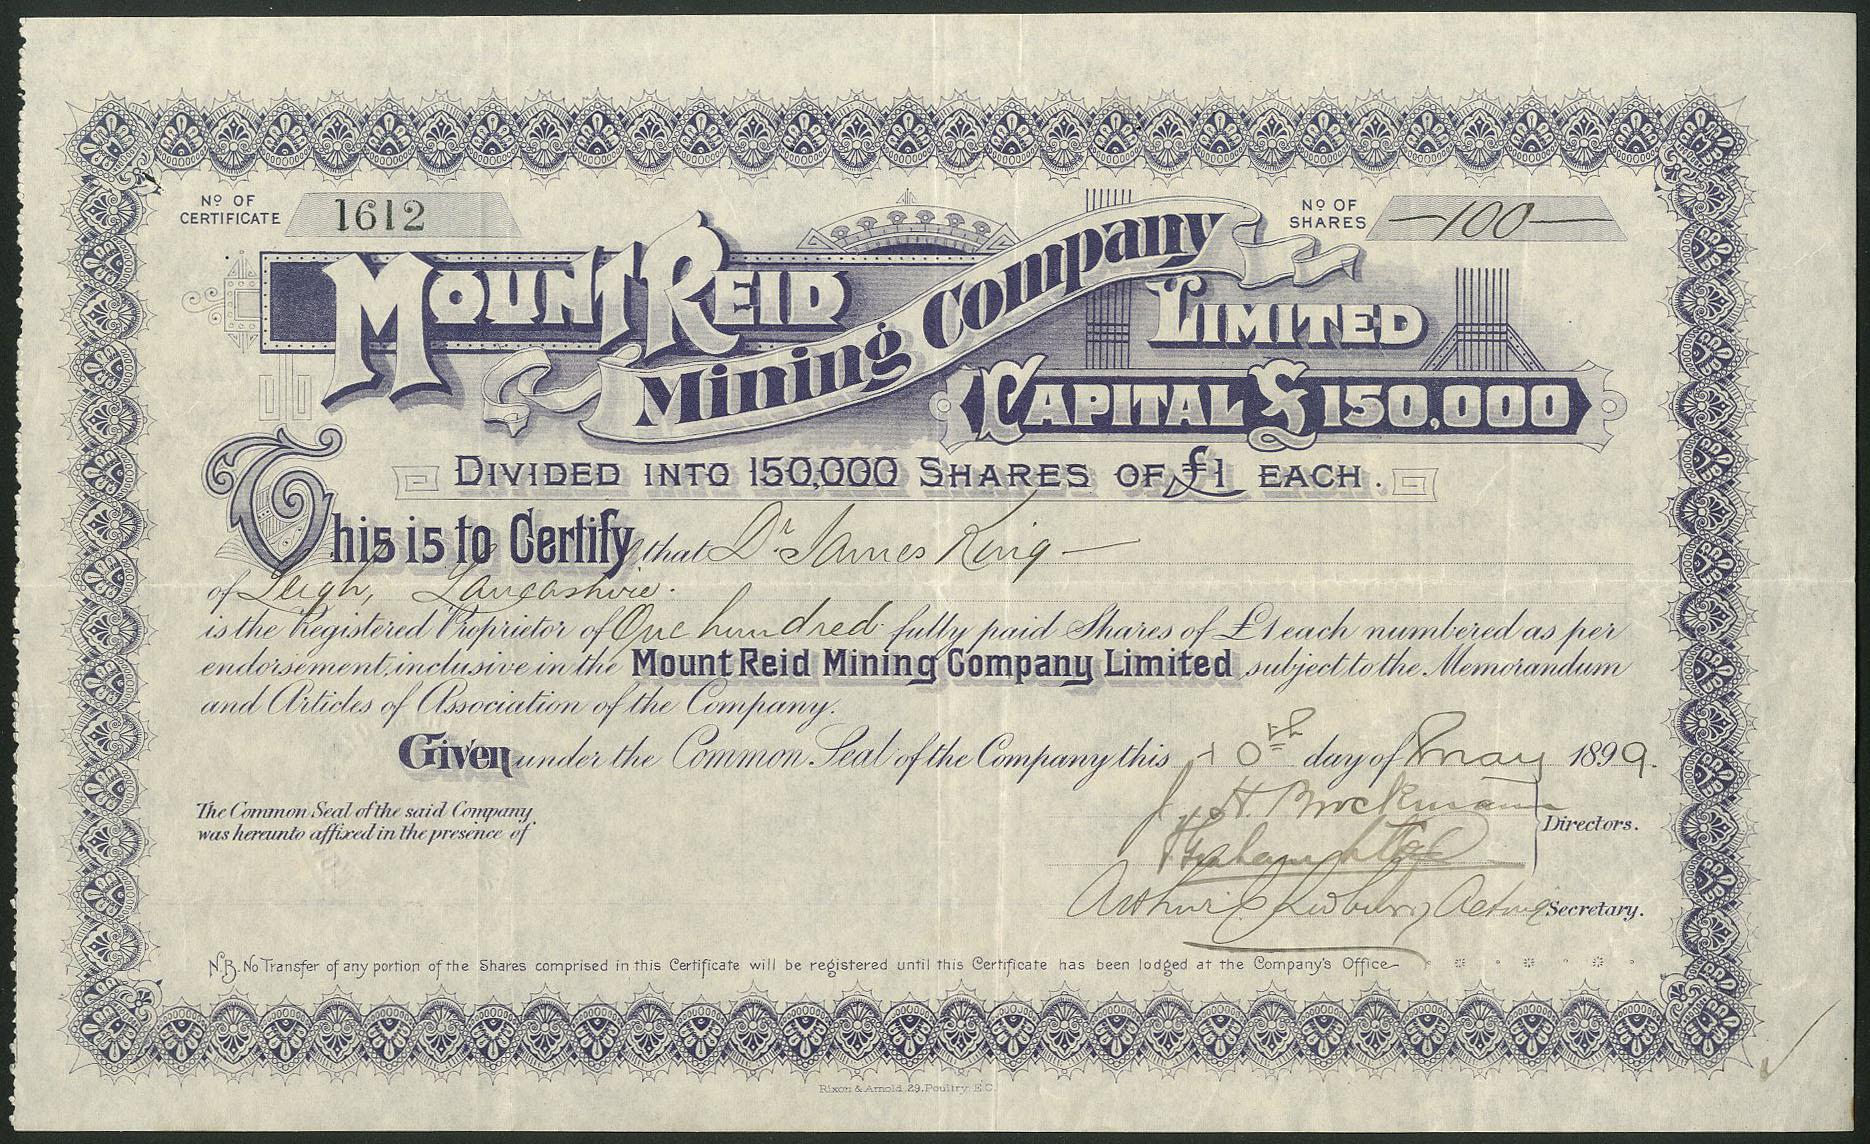 Nº OF CERTIFICATE 1612
Nº OF SHARES —100—
MOUNT REID
Mining Company
LIMITED
CAPITAL £150,000
DIVIDED INTO 150,000 SHARES OF £1 EACH.
This is to Certify that Dr. James King —
of Leigh, Lancashire.
is the Registered Proprietor of One hundred fully paid Shares of £1 each numbered as per
endorsement, inclusive in the Mount Reid Mining Company Limited subject to the Memorandum
and Articles of Association of the Company.
Given under the Common Seal of the Company this 10th day of May 1899.
The Common Seal of the said Company
was hereunto affixed in the presence of
J. H. Brockmann
Directors.
Arthur Acting Secretary.
N.B. No Transfer of any portion of the Shares comprised in this Certificate will be registered until this Certificate has been lodged at the Company's Office
Rixon & Arnold, 29, Poultry, E.C.